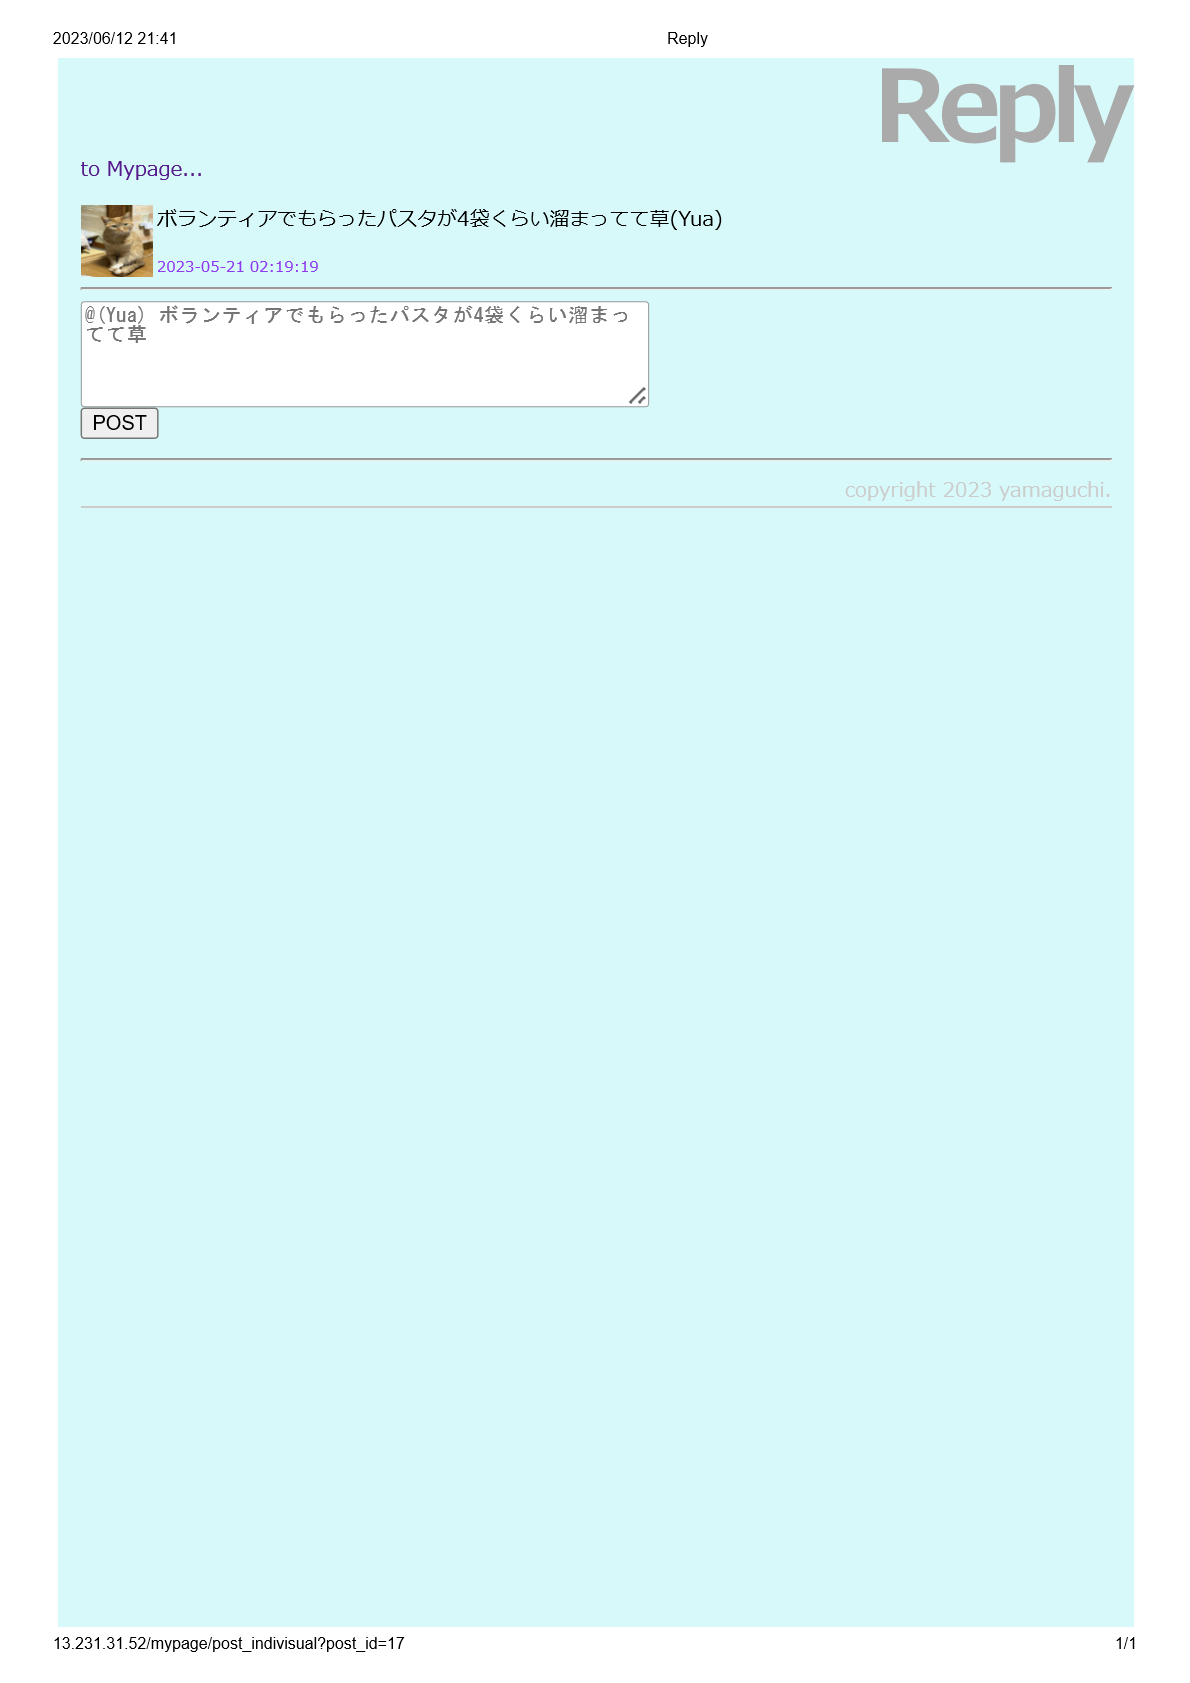 2023/06/12 21:41
Reply
Reply
to Mypage...
ボランティアでもらったパスタが4袋くらい溜まってて草(Yua)
2023-05-21 02:19:19
@(Yua) ボランティアでもらったパスタが4袋くらい溜まっ
てて草
POST
copyright 2023 yamaguchi.
13.231.31.52/mypage/post_indivisual?post_id=17
1/1